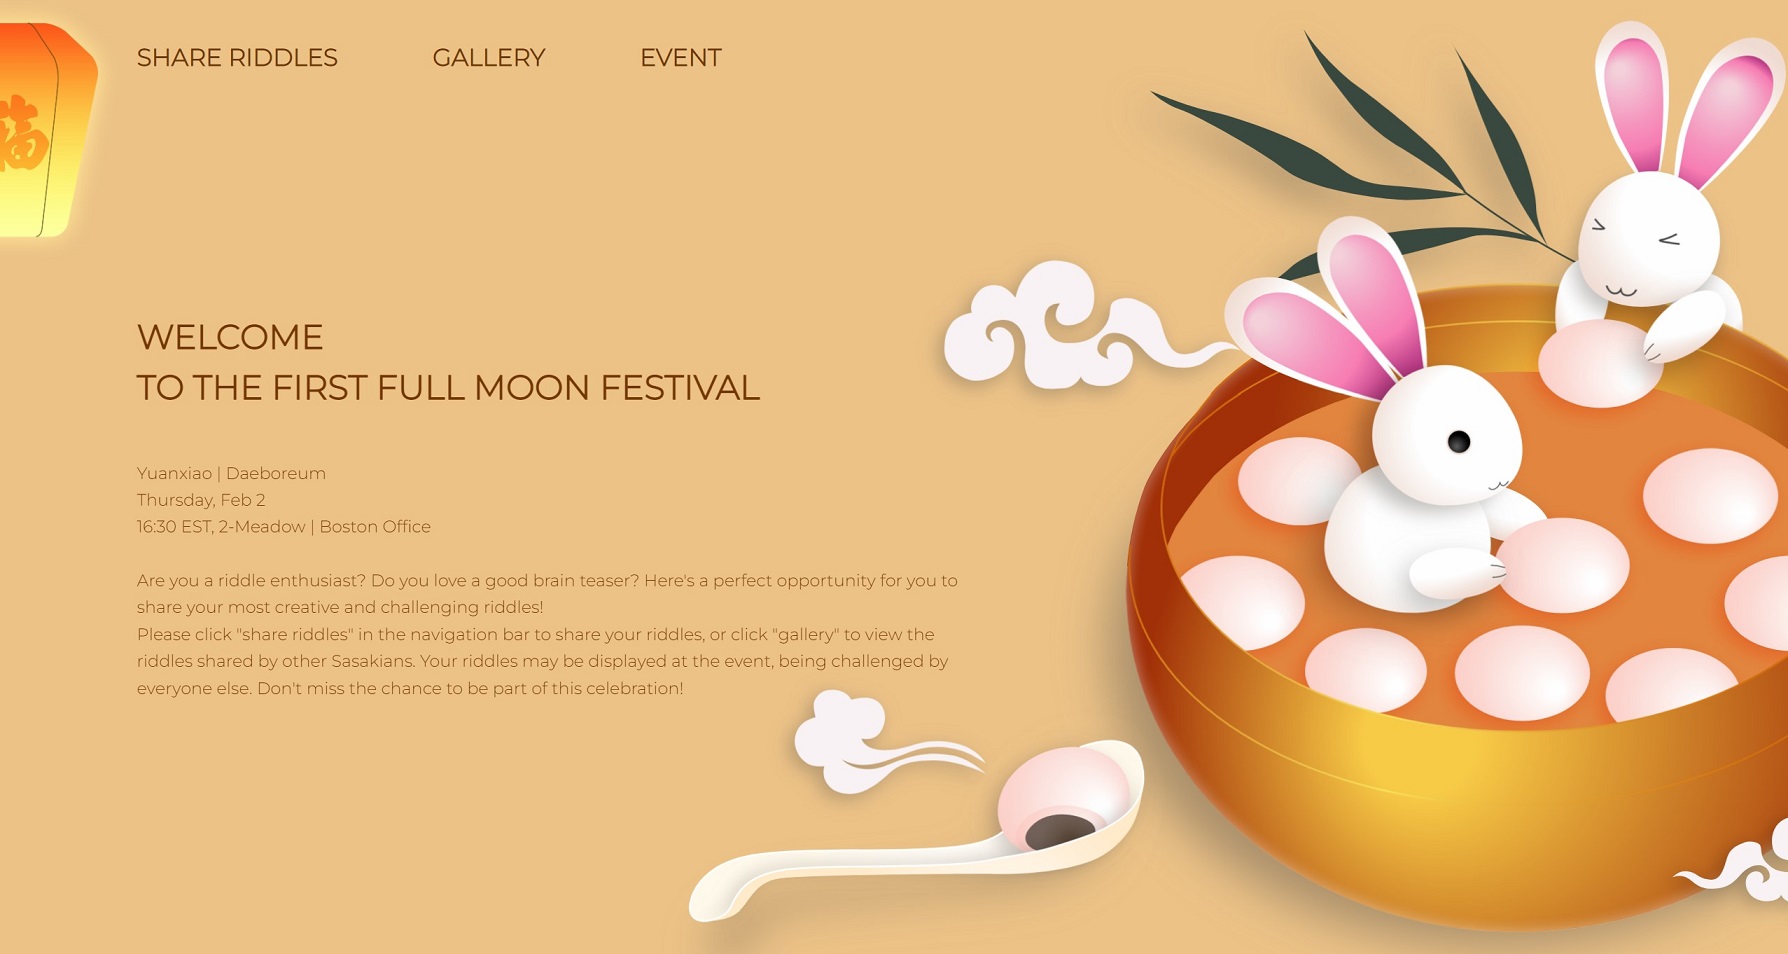 福
SHARE RIDDLES
GALLERY
EVENT
WELCOME
TO THE FIRST FULL MOON FESTIVAL
Yuanxiao | Daeboreum
Thursday, Feb 2
16:30 EST, 2-Meadow | Boston Office
Are you a riddle enthusiast? Do you love a good brain teaser? Here's a perfect opportunity for you to
share your most creative and challenging riddles!
Please click "share riddles" in the navigation bar to share your riddles, or click "gallery" to view the
riddles shared by other Sasakians. Your riddles may be displayed at the event, being challenged by
everyone else. Don't miss the chance to be part of this celebration!